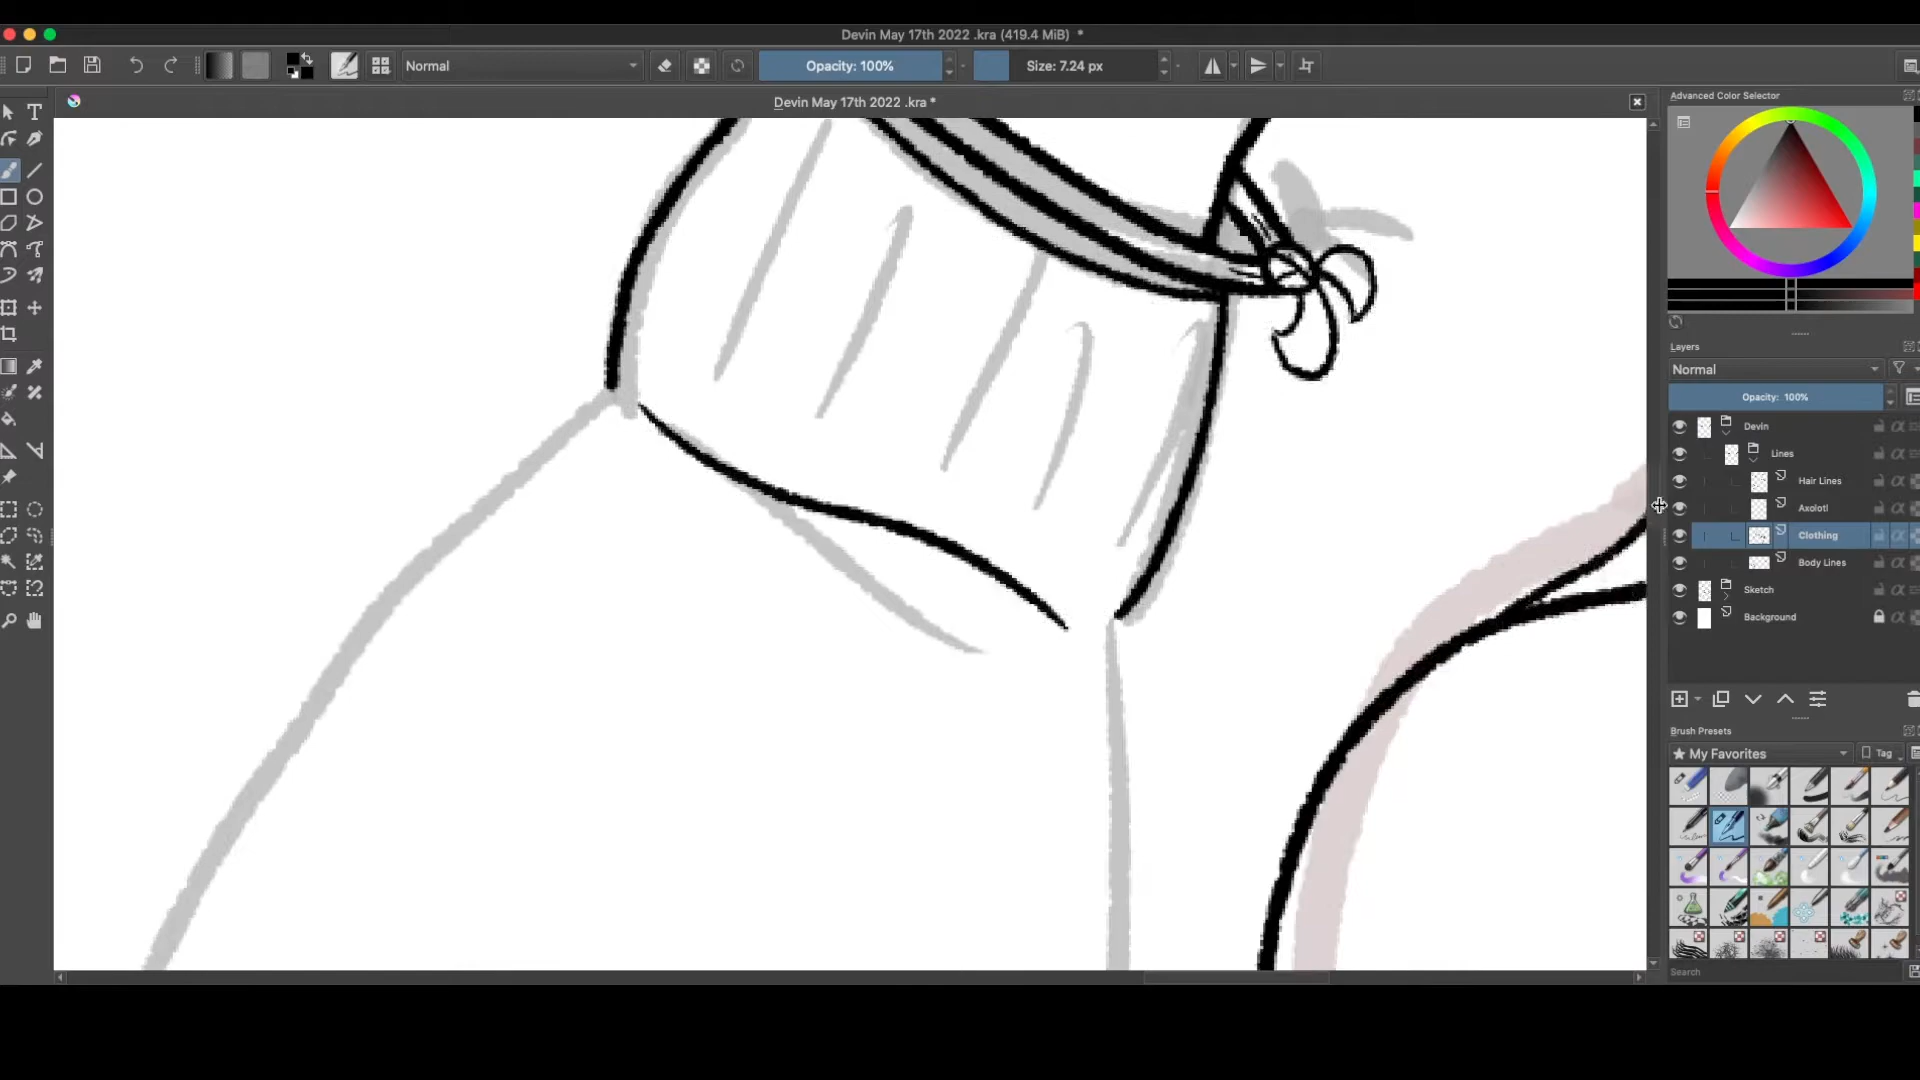 Devin May 17th 2022 .kra (419.4 MiB) *
Normal
Opacity: 100%
Size: 7.24 px
Devin May 17th 2022 .kra *
Advanced Color Selector
Layers
Normal
Opacity: 100%
Devin
Lines
Hair Lines
Axolotl
Clothing
Body Lines
Sketch
Background
Brush Presets
★ My Favorites
Tag
Search